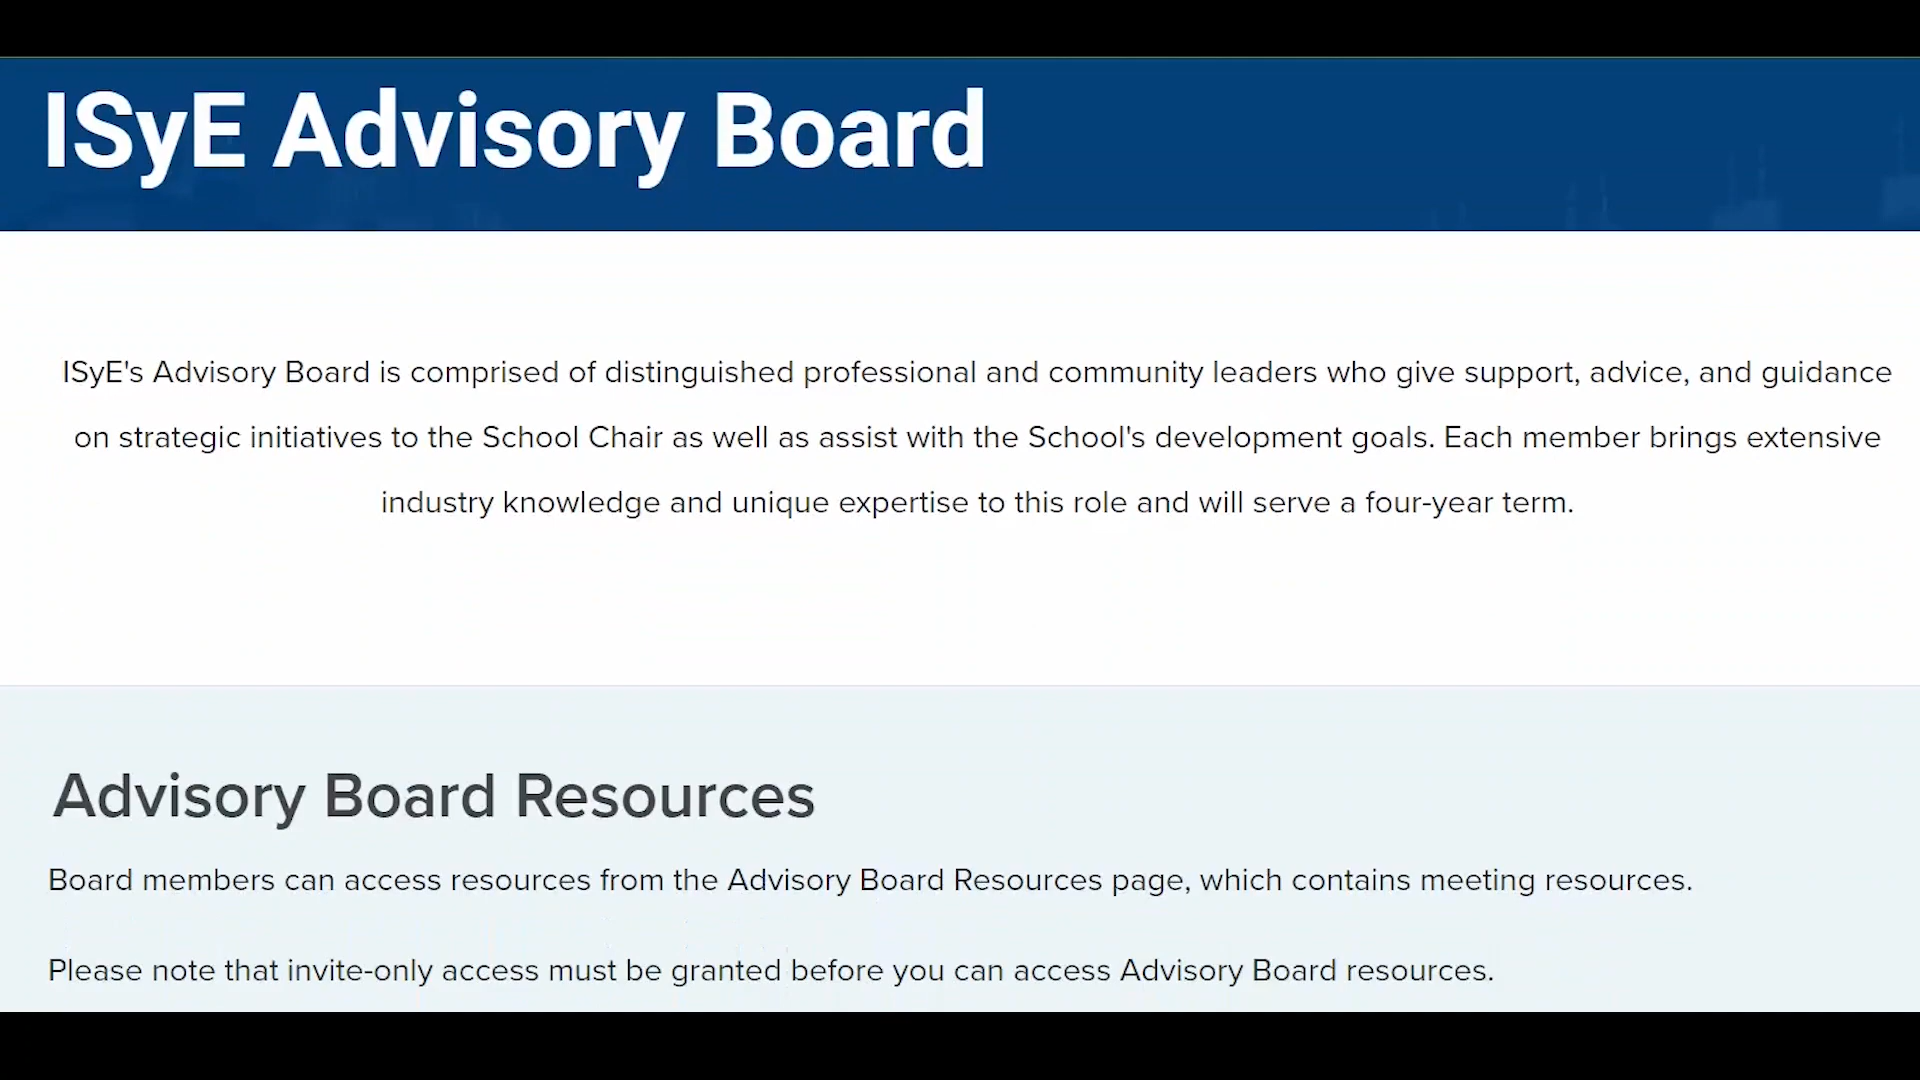 ISyE Advisory Board
ISyE's Advisory Board is comprised of distinguished professional and community leaders who give support, advice, and guidance
on strategic initiatives to the School Chair as well as assist with the School's development goals. Each member brings extensive
industry knowledge and unique expertise to this role and will serve a four-year term.
Advisory Board Resources
Board members can access resources from the Advisory Board Resources page, which contains meeting resources.
Please note that invite-only access must be granted before you can access Advisory Board resources.